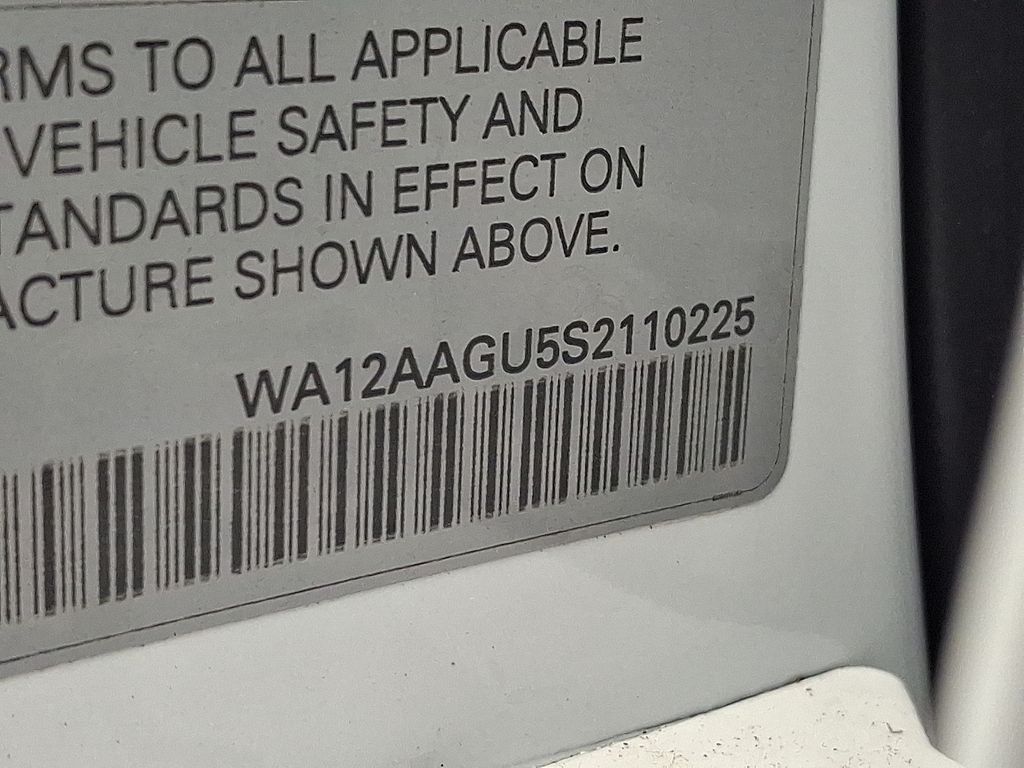 RMS TO ALL APPLICABLE
VEHICLE SAFETY AND
TANDARDS IN EFFECT ON
ACTURE SHOWN ABOVE.
WA12AAGU5S2110225